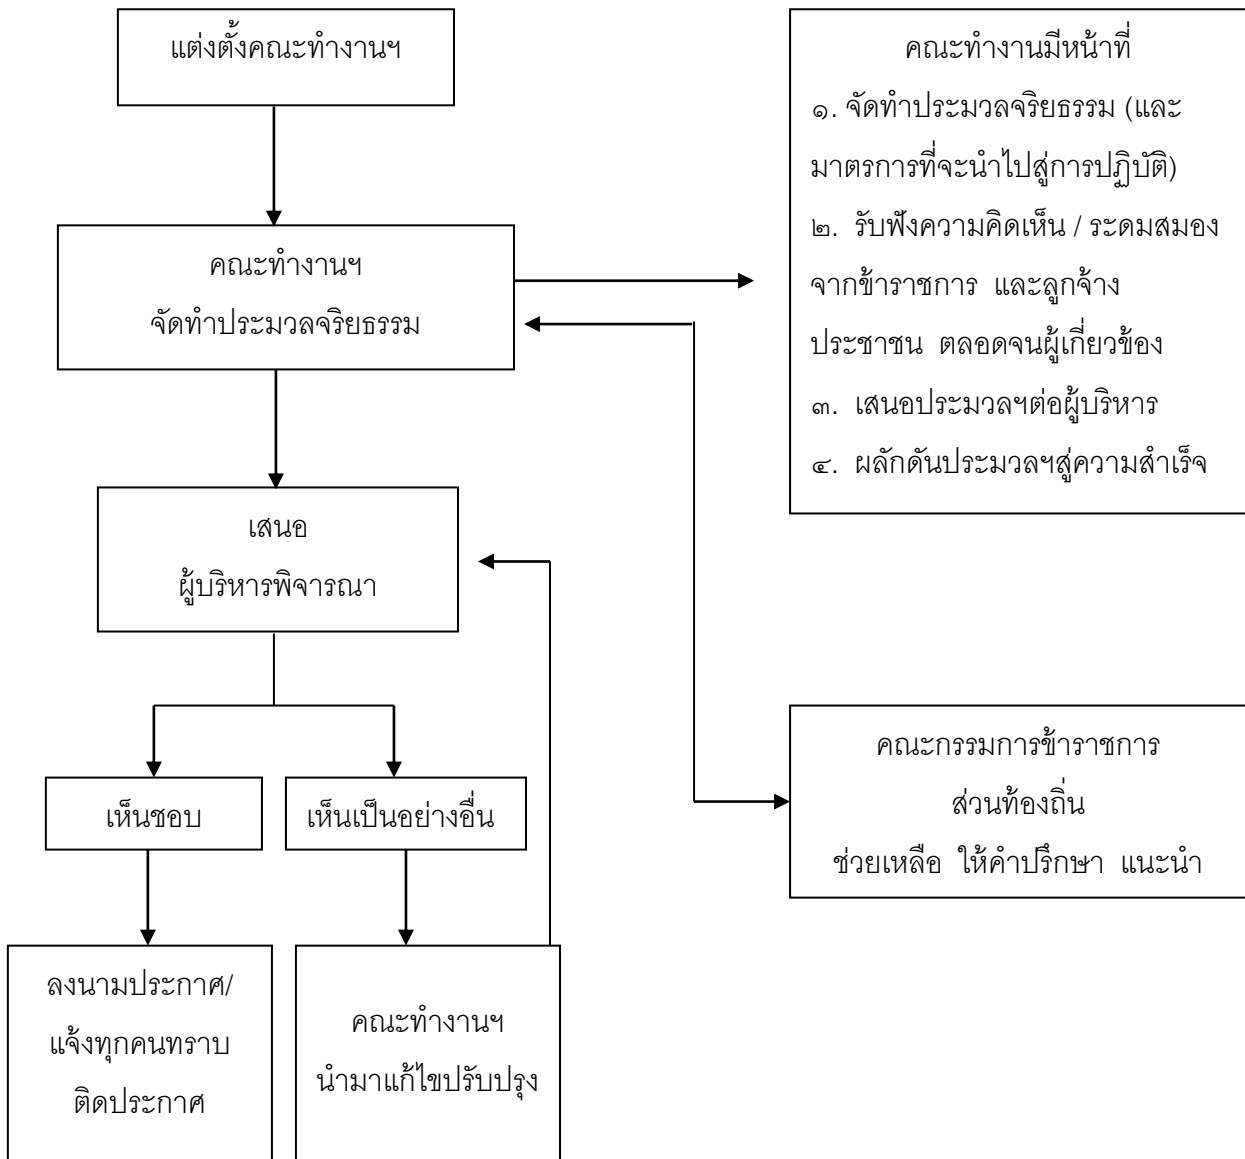 แต่งตั้งคณะทำงานฯ
คณะทำงานฯ
จัดทำประมวลจริยธรรม
เสนอ
ผู้บริหารพิจารณา
เห็นชอบ
เห็นเป็นอย่างอื่น
ลงนามประกาศ/
แจ้งทุกคนทราบ
ติดประกาศ
คณะทำงานฯ
นำมาแก้ไขปรับปรุง
คณะทำงานมีหน้าที่
๑. จัดทำประมวลจริยธรรม (และ
มาตรการที่จะนำไปสู่การปฏิบัติ)
๒. รับฟังความคิดเห็น / ระดมสมอง
จากข้าราชการ และลูกจ้าง
ประชาชน ตลอดจนผู้เกี่ยวข้อง
๓. เสนอประมวลฯต่อผู้บริหาร
๔. ผลักดันประมวลฯสู่ความสำเร็จ
คณะกรรมการข้าราชการ
ส่วนท้องถิ่น
ช่วยเหลือ ให้คำปรึกษา แนะนำ